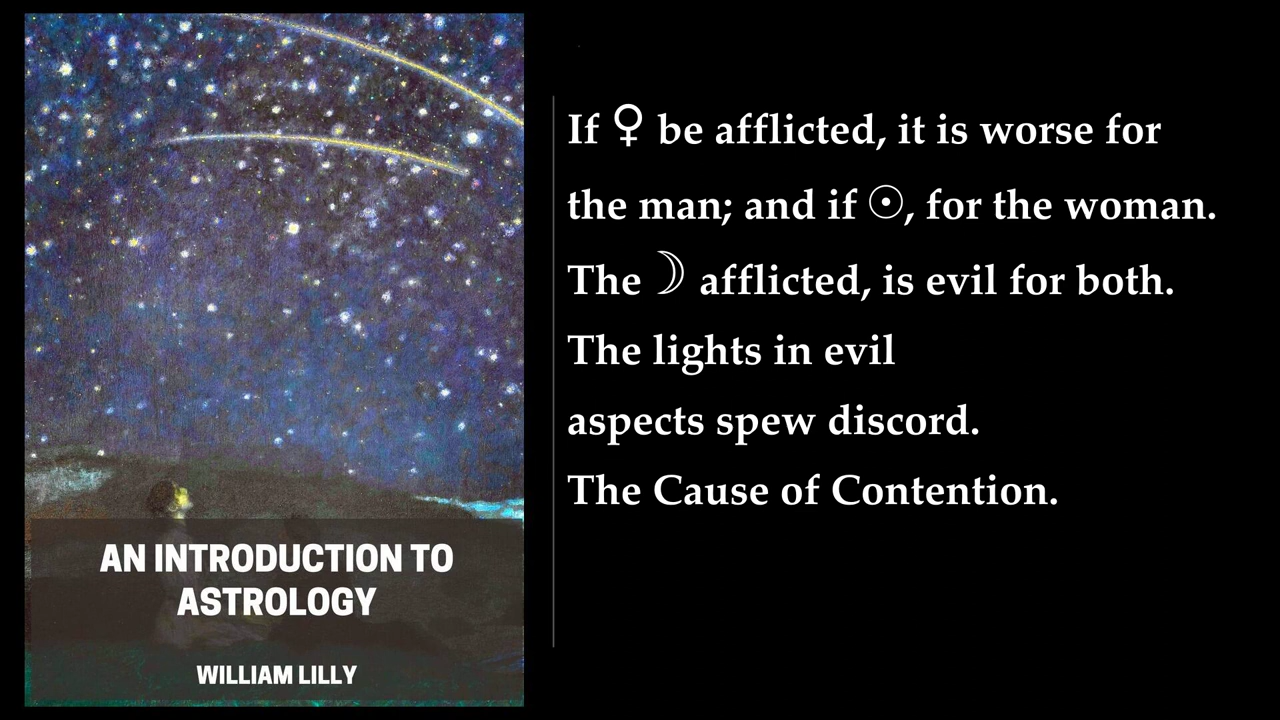 AN INTRODUCTION TO
ASTROLOGY
WILLIAM LILLY
If ♀ be afflicted, it is worse for
the man; and if ☉, for the woman.
The ☽ afflicted, is evil for both.
The lights in evil
aspects spew discord.
The Cause of Contention.